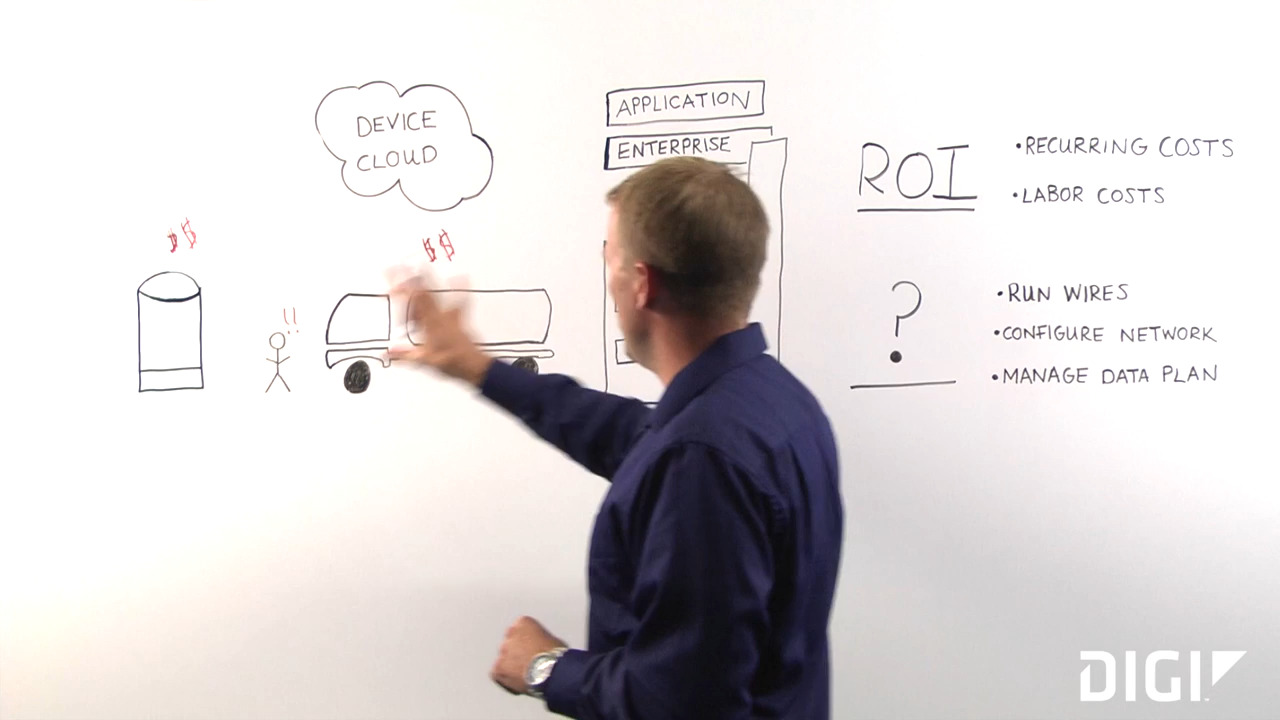 DEVICE
CLOUD
APPLICATION
ENTERPRISE
ROI
• RECURRING COSTS
• LABOR COSTS
$$
$$
!!
?
• RUN WIRES
• CONFIGURE NETWORK
• MANAGE DATA PLAN
DIGI